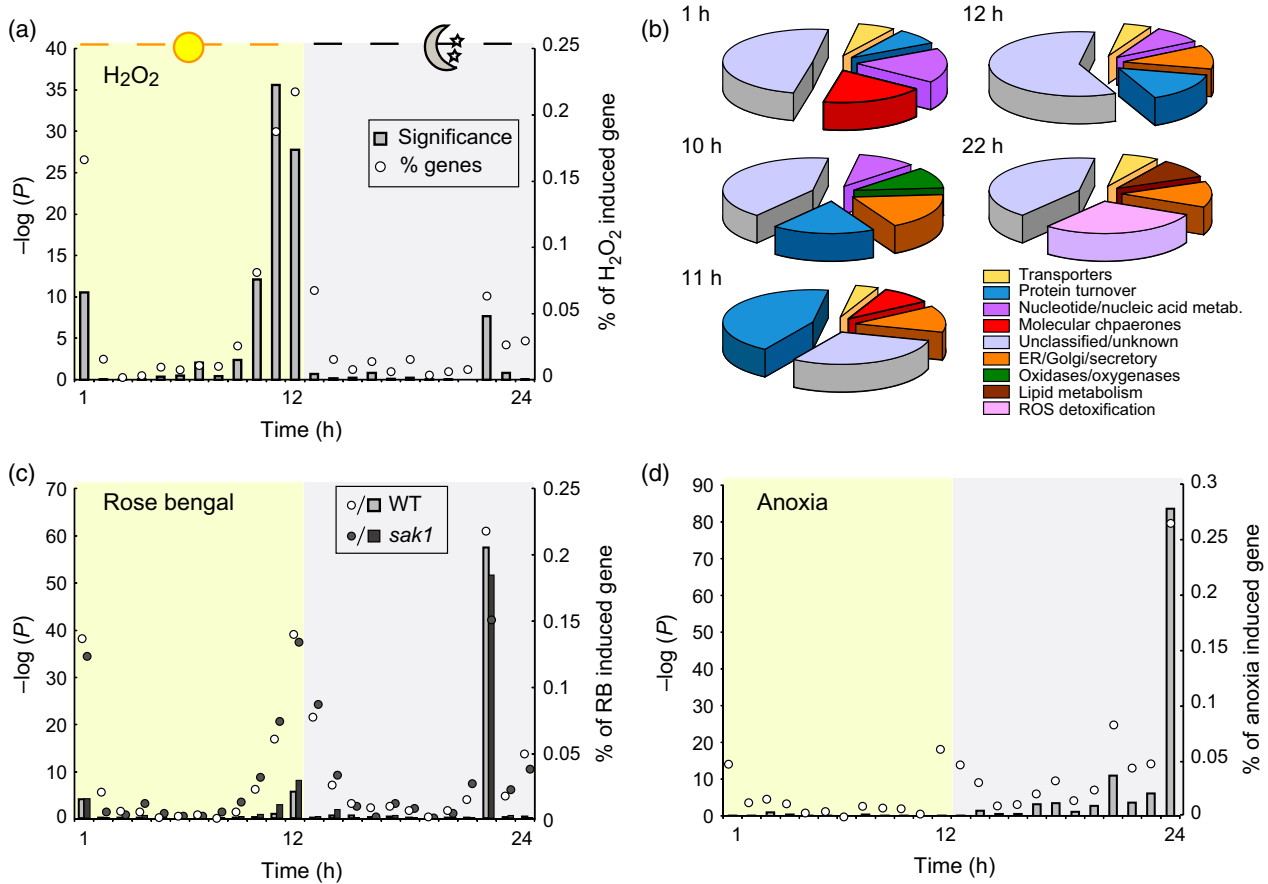 (a)
40
35
30
25
20
15
10
5
0
–log (P)
H₂O₂
Significance
% genes
0.25
0.2
0.15
0.1
0.05
0
% of H₂O₂ induced gene
1
12
24
Time (h)
(b)
1 h
12 h
10 h
22 h
11 h
Transporters
Protein turnover
Nucleotide/nucleic acid metab.
Molecular chpaerones
Unclassified/unknown
ER/Golgi/secretory
Oxidases/oxygenases
Lipid metabolism
ROS detoxification
(c)
70
60
50
40
30
20
10
0
–log (P)
Rose bengal
/ WT
/ sak1
0.25
0.2
0.15
0.1
0.05
0
% of RB induced gene
1
12
24
Time (h)
(d)
90
80
70
60
50
40
30
20
10
0
–log (P)
Anoxia
0.3
0.25
0.2
0.15
0.1
0.05
0
% of anoxia induced gene
1
12
24
Time (h)